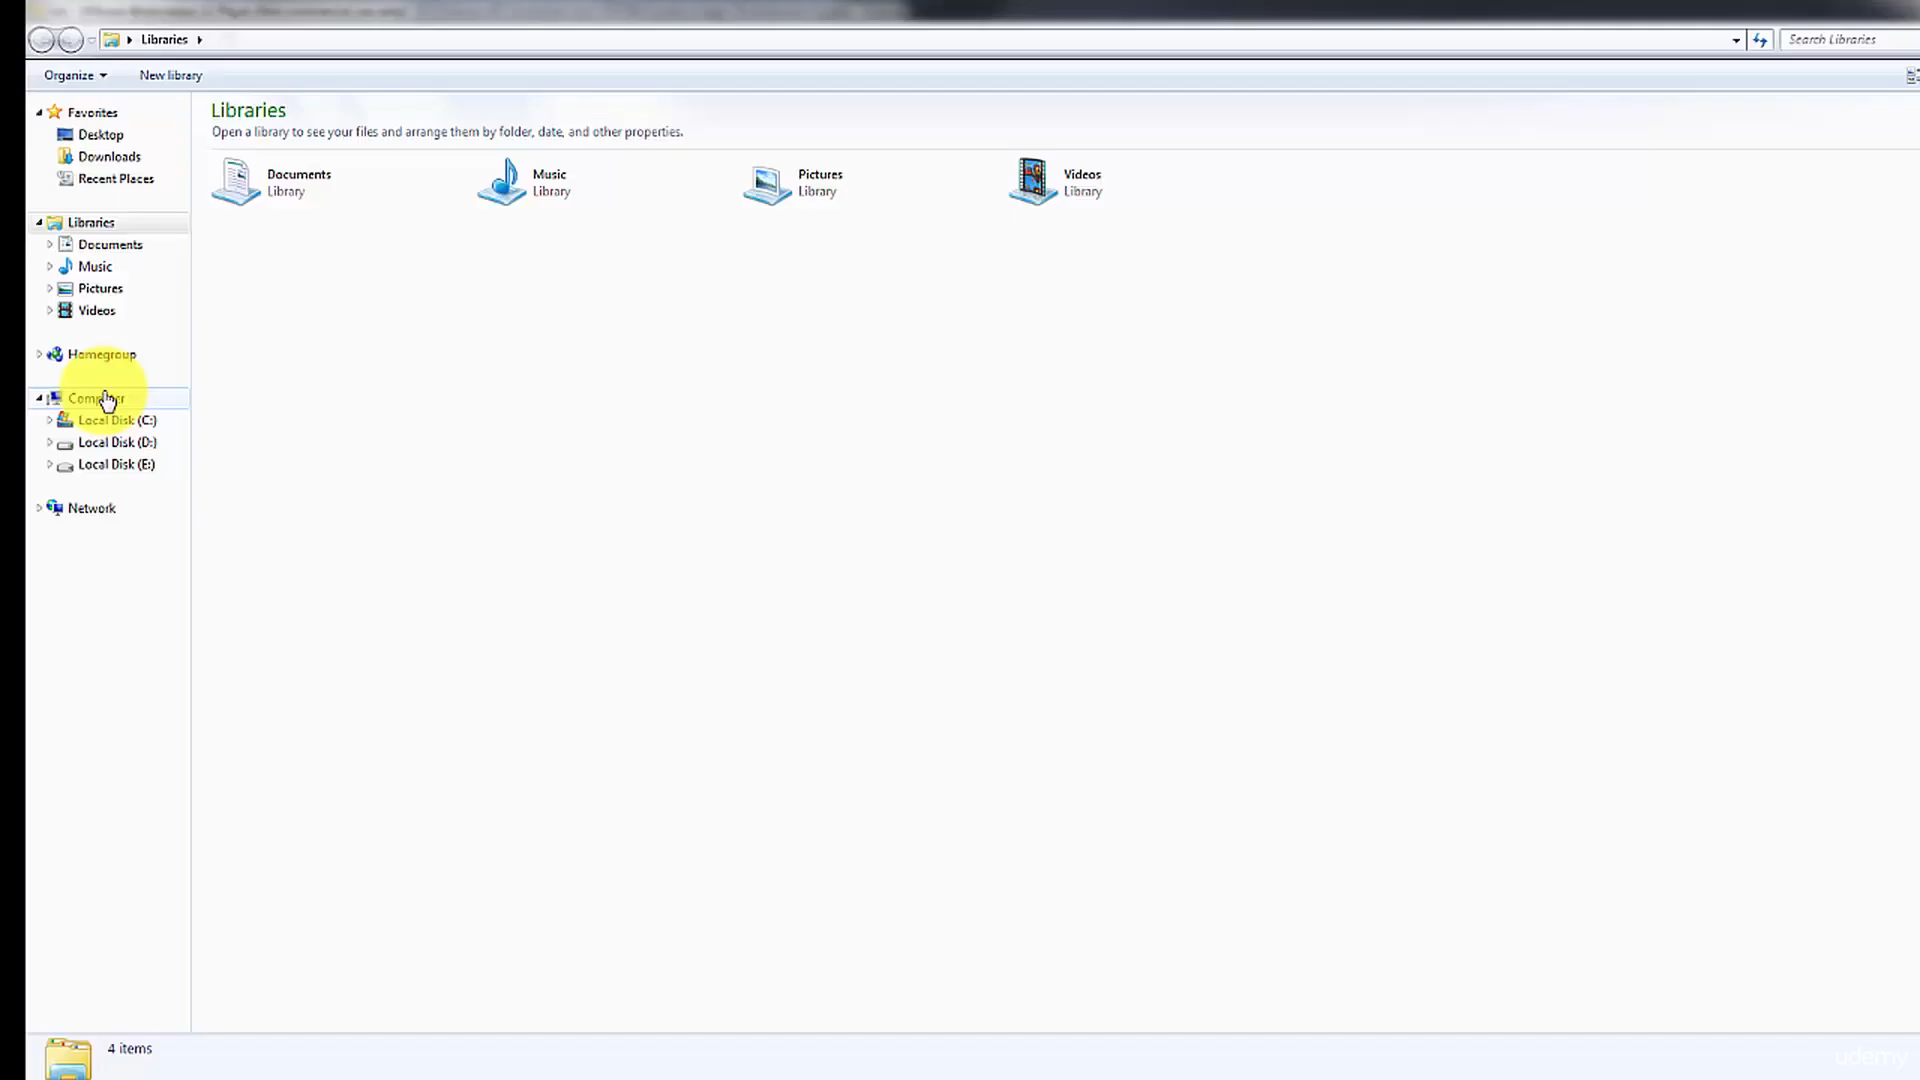 Libraries
Search Libraries
Organize
New library
Favorites
Desktop
Downloads
Recent Places
Libraries
Documents
Music
Pictures
Videos
Homegroup
Computer
Local Disk (C:)
Local Disk (D:)
Local Disk (E:)
Network
Libraries
Open a library to see your files and arrange them by folder, date, and other properties.
Documents
Library
Music
Library
Pictures
Library
Videos
Library
4 items
udemy